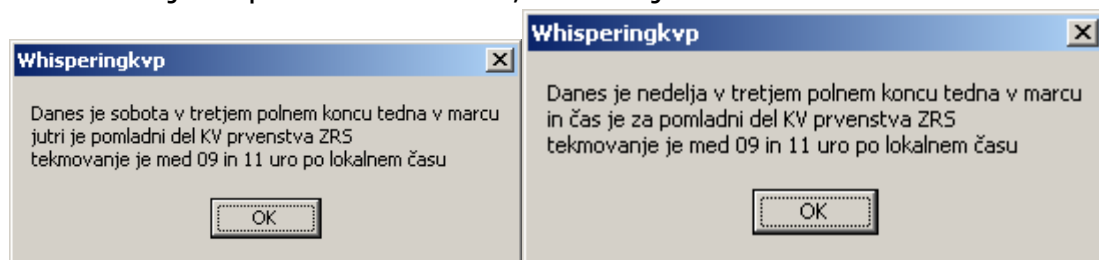 Whisperingkvp
Danes je sobota v tretjem polnem koncu tedna v marcu
jutri je pomladni del KV prvenstva ZRS
tekmovanje je med 09 in 11 uro po lokalnem času
OK
Whisperingkvp
Danes je nedelja v tretjem polnem koncu tedna v marcu
in čas je za pomladni del KV prvenstva ZRS
tekmovanje je med 09 in 11 uro po lokalnem času
OK